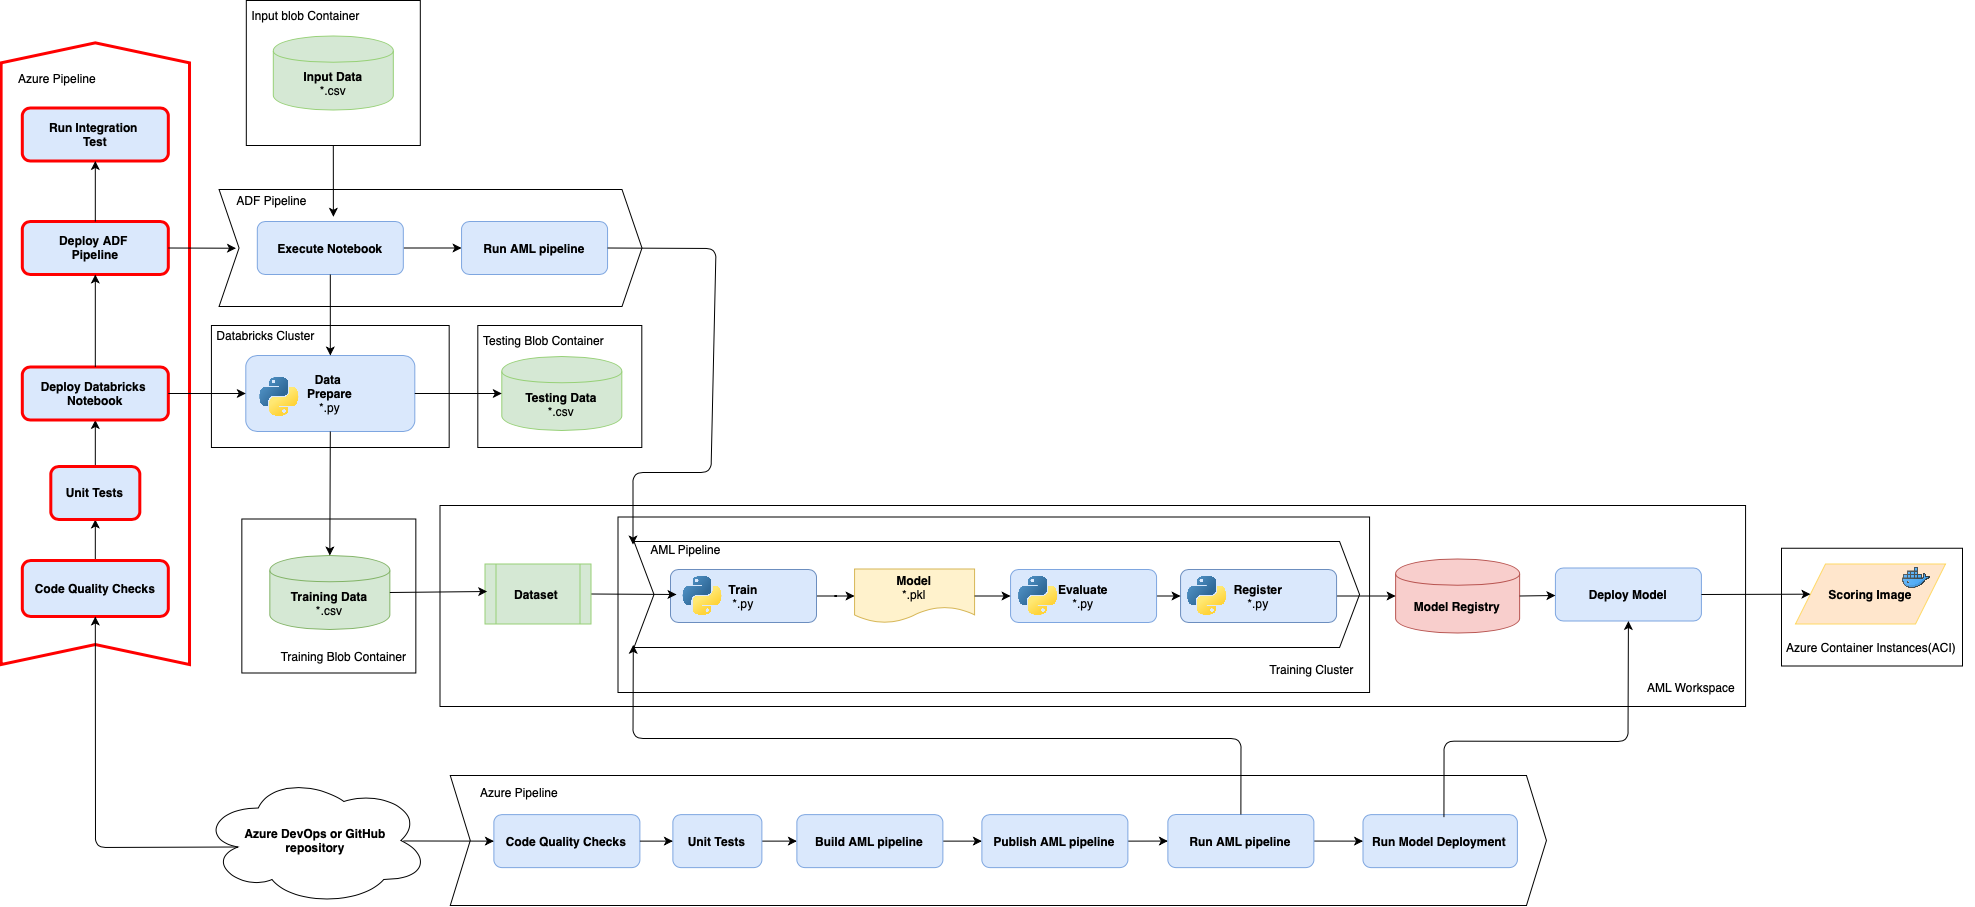 Input blob Container
Input Data
*.csv
Azure Pipeline
Run Integration
Test
Deploy ADF
Pipeline
Deploy Databricks
Notebook
Unit Tests
Code Quality Checks
ADF Pipeline
Execute Notebook
Run AML pipeline
Databricks Cluster
Data
Prepare
*.py
Testing Blob Container
Testing Data
*.csv
Training Data
*.csv
Training Blob Container
Dataset
AML Pipeline
Train
*.py
Model
*.pkl
Evaluate
*.py
Register
*.py
Training Cluster
Model Registry
Deploy Model
AML Workspace
Scoring Image
Azure Container Instances(ACI)
Azure DevOps or GitHub
repository
Azure Pipeline
Code Quality Checks
Unit Tests
Build AML pipeline
Publish AML pipeline
Run AML pipeline
Run Model Deployment